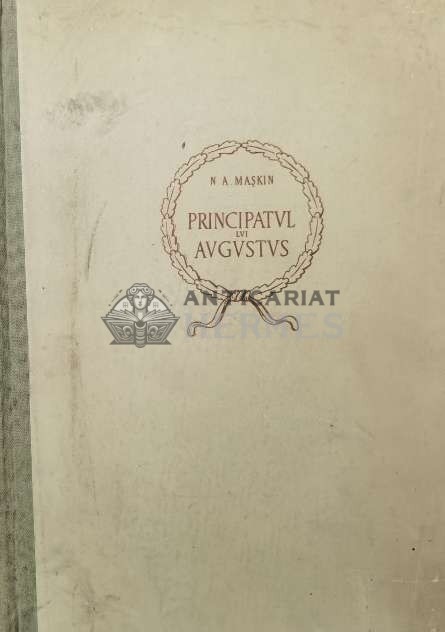 N. A. MAŞKIN
PRINCIPATVL
LVI
AVGVSTVS
ANTICARIAT
HERMES